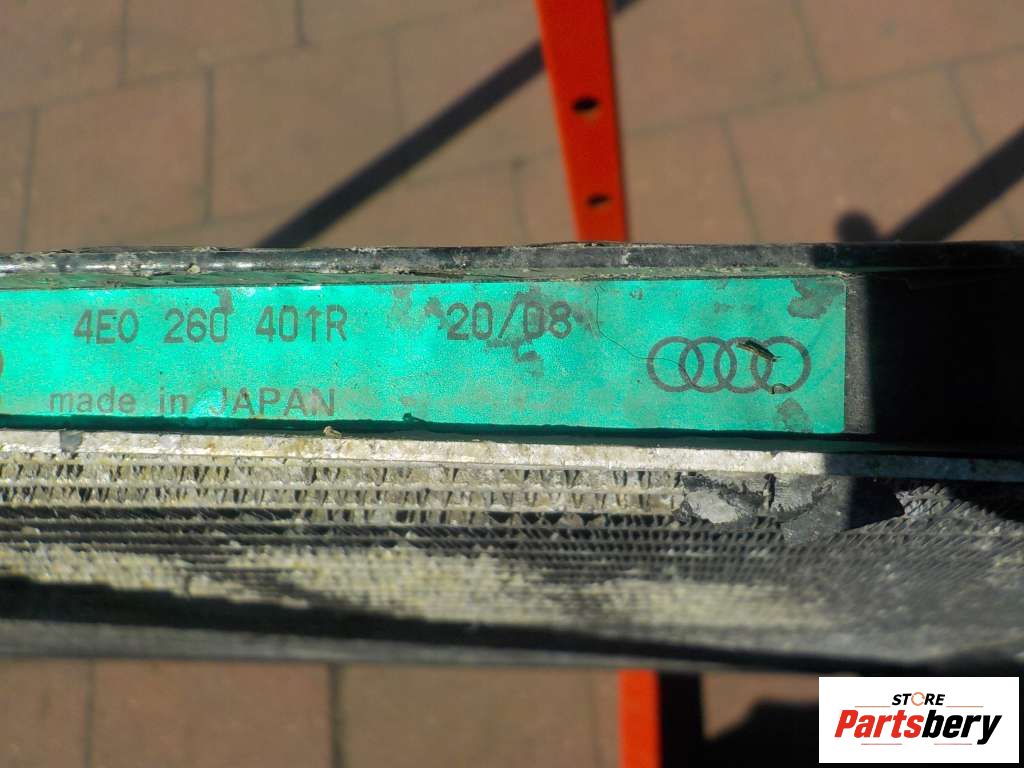 4E0 260 401R 20/08
made in JAPAN
STORE
Partsbery